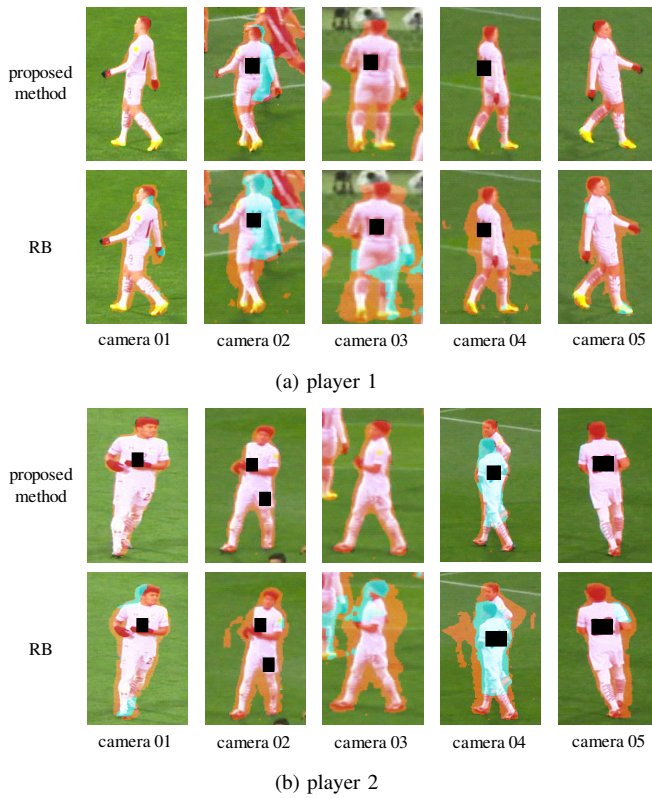 proposed
method
RB
camera 01
camera 02
camera 03
camera 04
camera 05
(a) player 1
proposed
method
RB
camera 01
camera 02
camera 03
camera 04
camera 05
(b) player 2